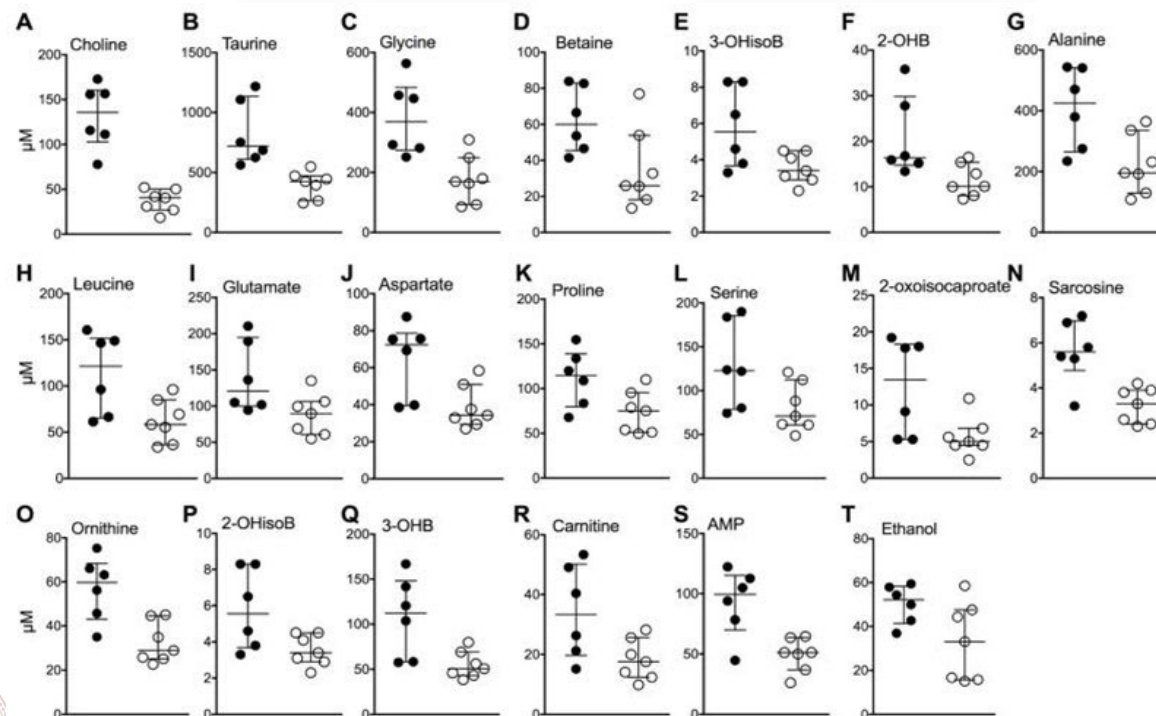 A B C D E F G
Choline Taurine Glycine Betaine 3-OHisoB 2-OHB Alanine
200 1500 600 100 6 40 600
150 1000 400 80 4 30 400
100 500 200 60 2 20 200
50 0 0 40 0 10 0
0 20 0
0
µM
H I J K L M N
Leucine Glutamate Aspartate Proline Serine 2-oxoisocaproate Sarcosine
200 250 100 200 200 25 8
150 200 80 150 150 20 6
100 150 60 100 100 15 4
50 100 40 50 50 10 2
0 50 20 0 0 5 0
0 0 0
µM
O P Q R S T
Ornithine 2-OHisoB 3-OHB Carnitine AMP Ethanol
80 10 200 60 150 80
60 8 150 40 100 60
40 6 100 20 50 40
20 4 50 0 0 20
0 2 0 0
0
µM